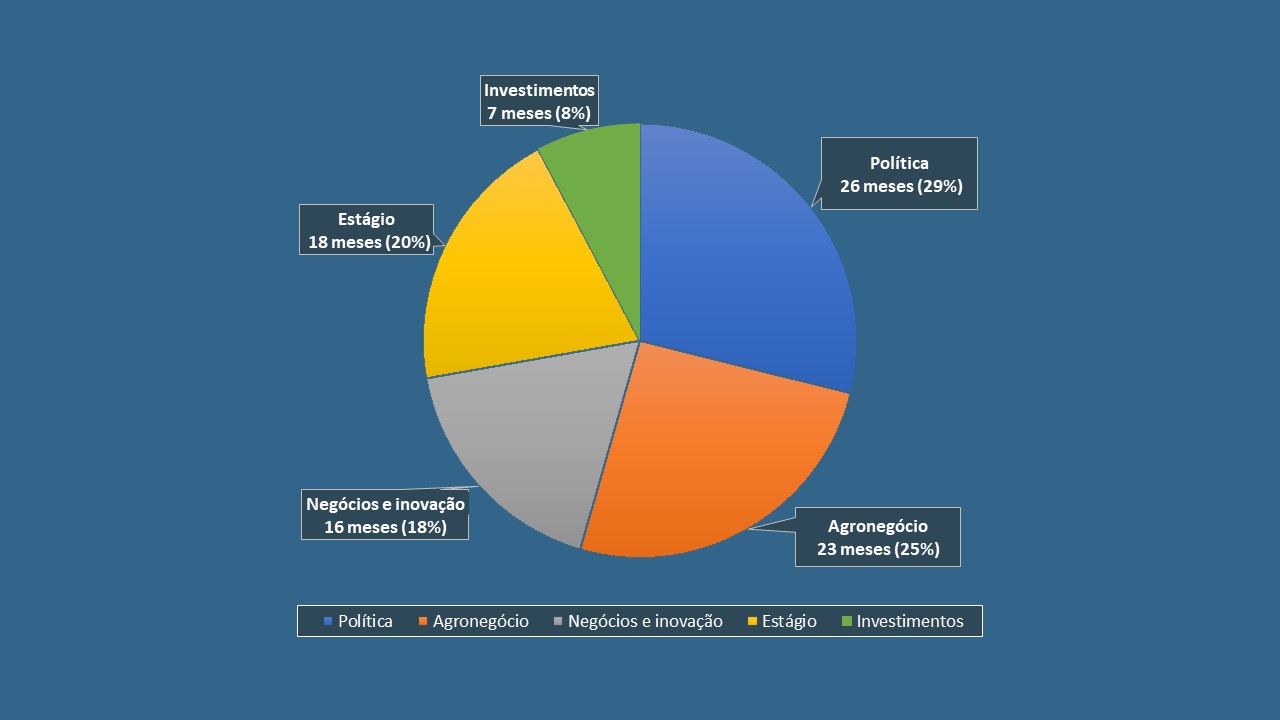 Investimentos
7 meses (8%)
Política
26 meses (29%)
Estágio
18 meses (20%)
Negócios e inovação
16 meses (18%)
Agronegócio
23 meses (25%)
Política
Agronegócio
Negócios e inovação
Estágio
Investimentos